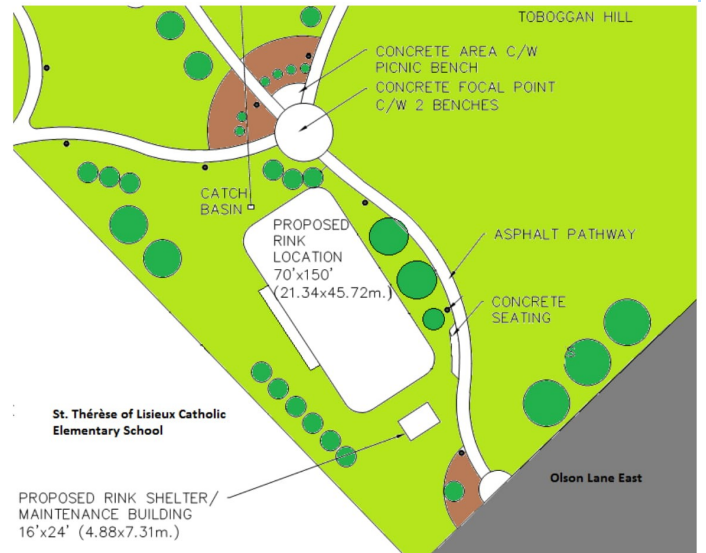 TOBOGGAN HILL
CONCRETE AREA C/W
PICNIC BENCH
CONCRETE FOCAL POINT
C/W 2 BENCHES
CATCH
BASIN
PROPOSED
RINK
LOCATION
70'x150'
(21.34x45.72m.)
ASPHALT PATHWAY
CONCRETE
SEATING
St. Thérèse of Lisieux Catholic
Elementary School
Olson Lane East
PROPOSED RINK SHELTER/
MAINTENANCE BUILDING
16'x24' (4.88x7.31m.)